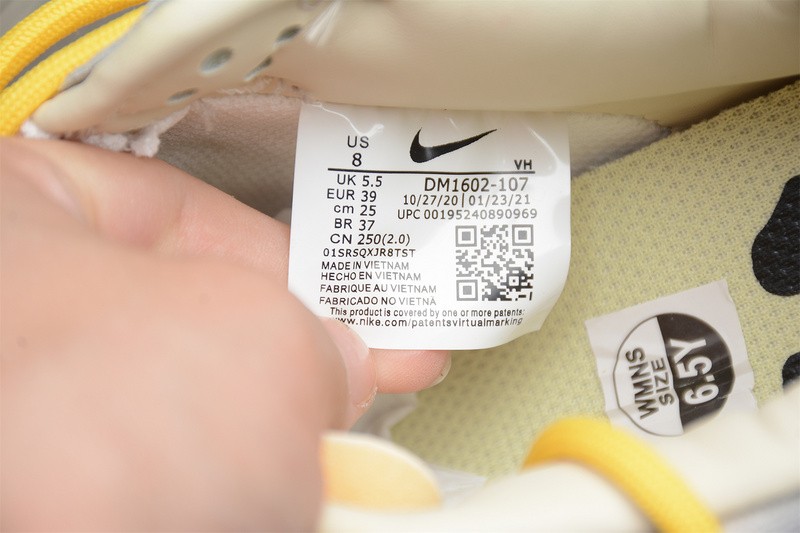 US
8
VH
UK 5.5
EUR 39
cm 25
BR 37
CN 250(2.0)
DM1602-107
10/27/20 | 01/23/21
UPC 00195240890969
01SRSQXJR8TST
MADE IN VIETNAM
HECHO EN VIETNAM
FABRIQUE AU VIETNAM
FABRICADO NO VIETNÃ
This product is covered by one or more patents:
www.nike.com/patentsvirtualmarking
WMNS
SIZE
6.5Y